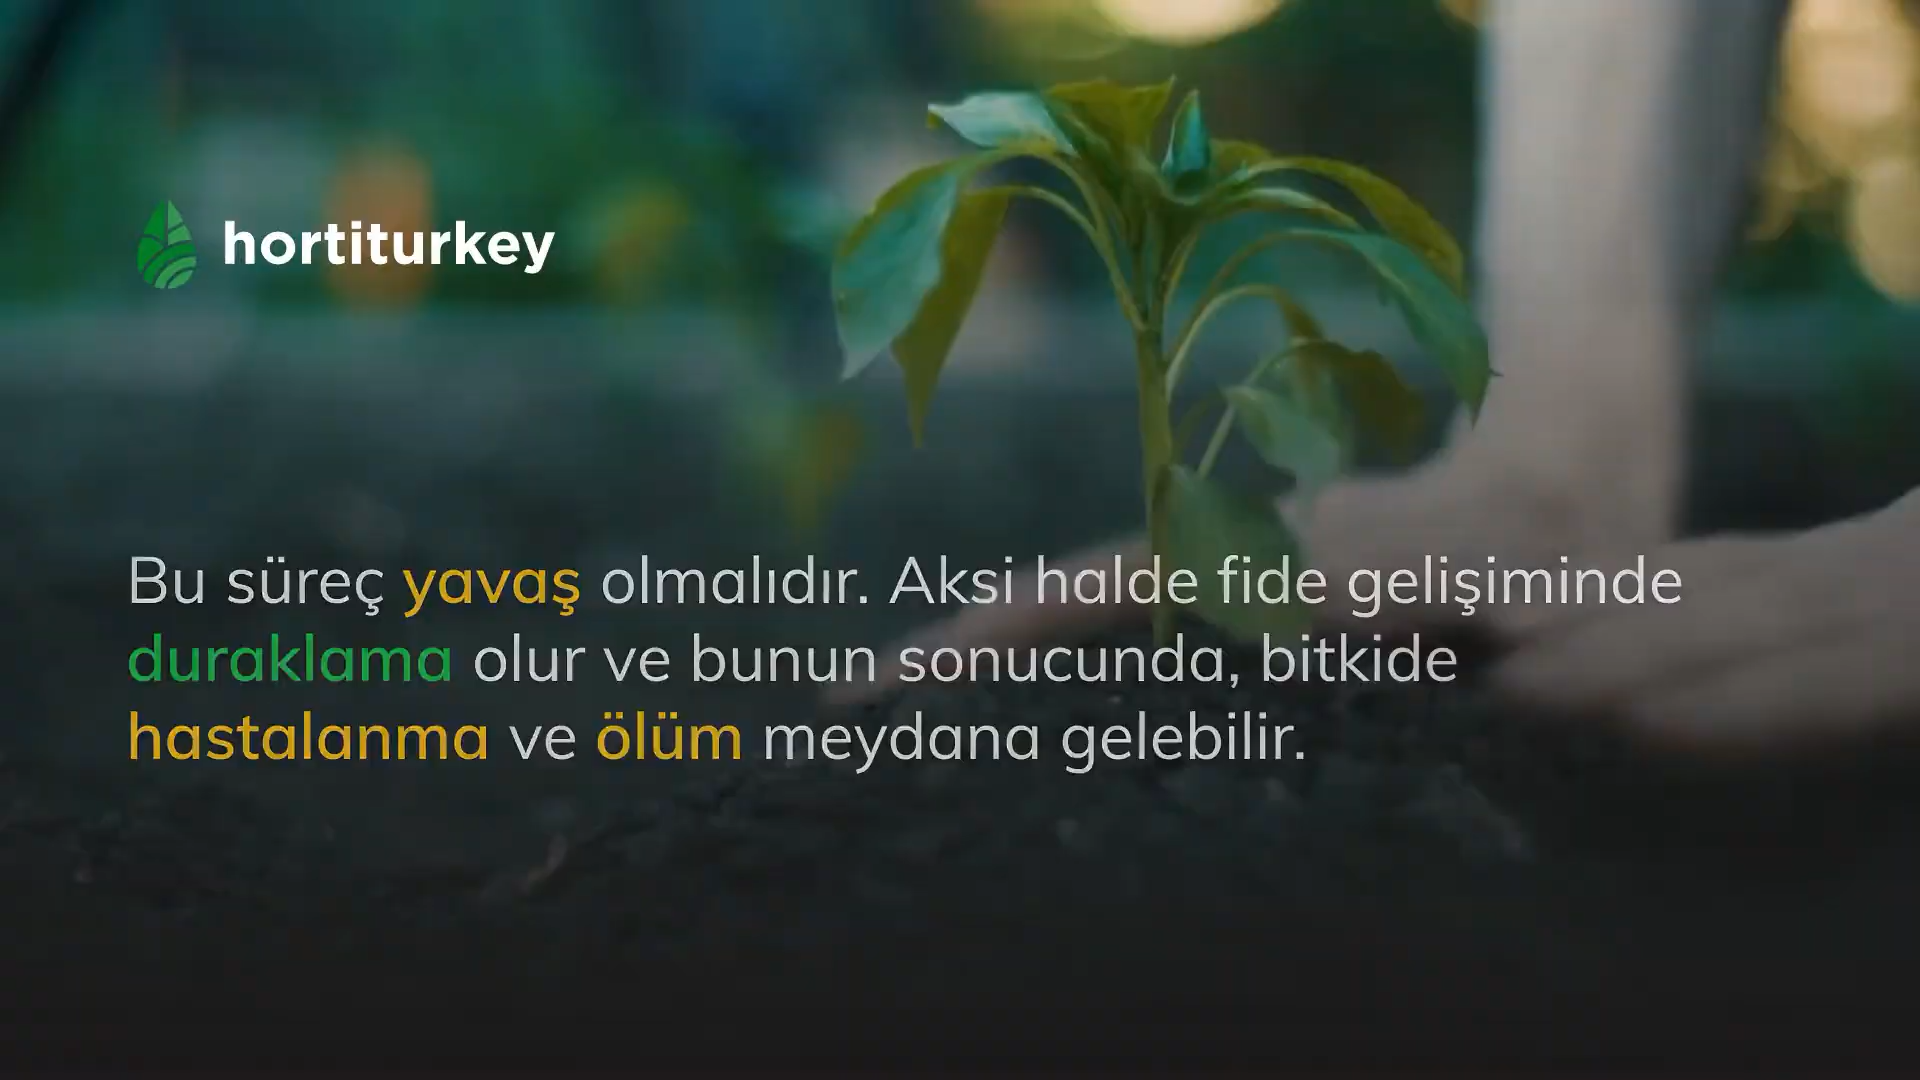 hortiturkey
Bu süreç yavaş olmalıdır. Aksi halde fide gelişiminde
duraklama olur ve bunun sonucunda, bitkide
hastalanma ve ölüm meydana gelebilir.